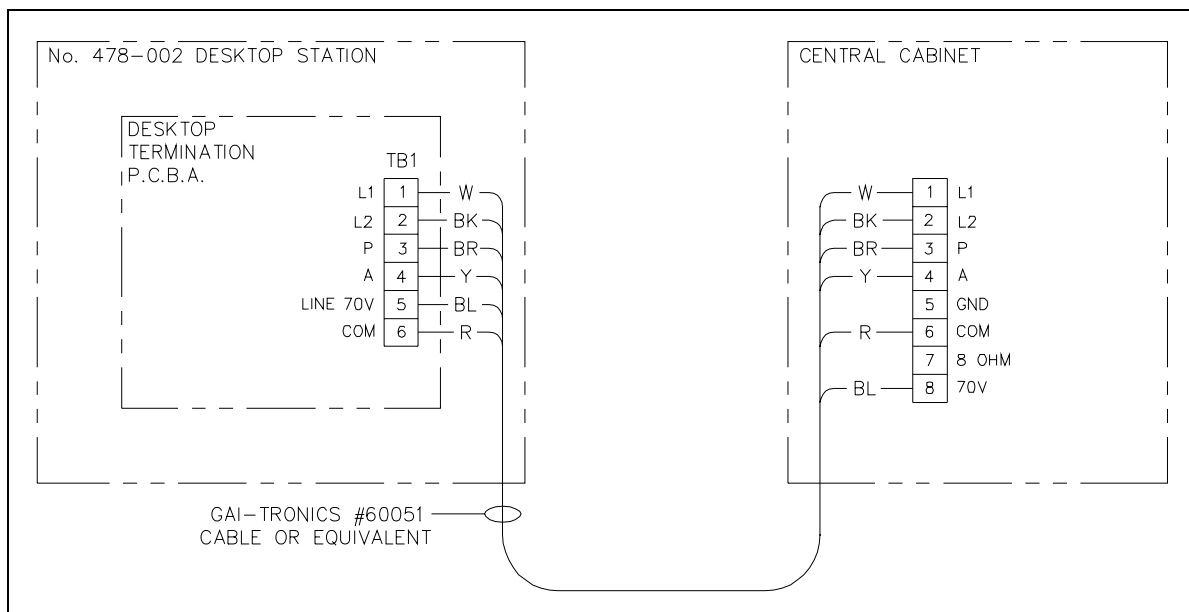 No. 478-002 DESKTOP STATION
CENTRAL CABINET
DESKTOP
TERMINATION
P.C.B.A.
TB1
L1 1 W
L2 2 BK
P 3 BR
A 4 Y
LINE 70V 5 BL
COM 6 R
W 1 L1
BK 2 L2
BR 3 P
Y 4 A
5 GND
R 6 COM
7 8 OHM
BL 8 70V
GAI-TRONICS #60051
CABLE OR EQUIVALENT